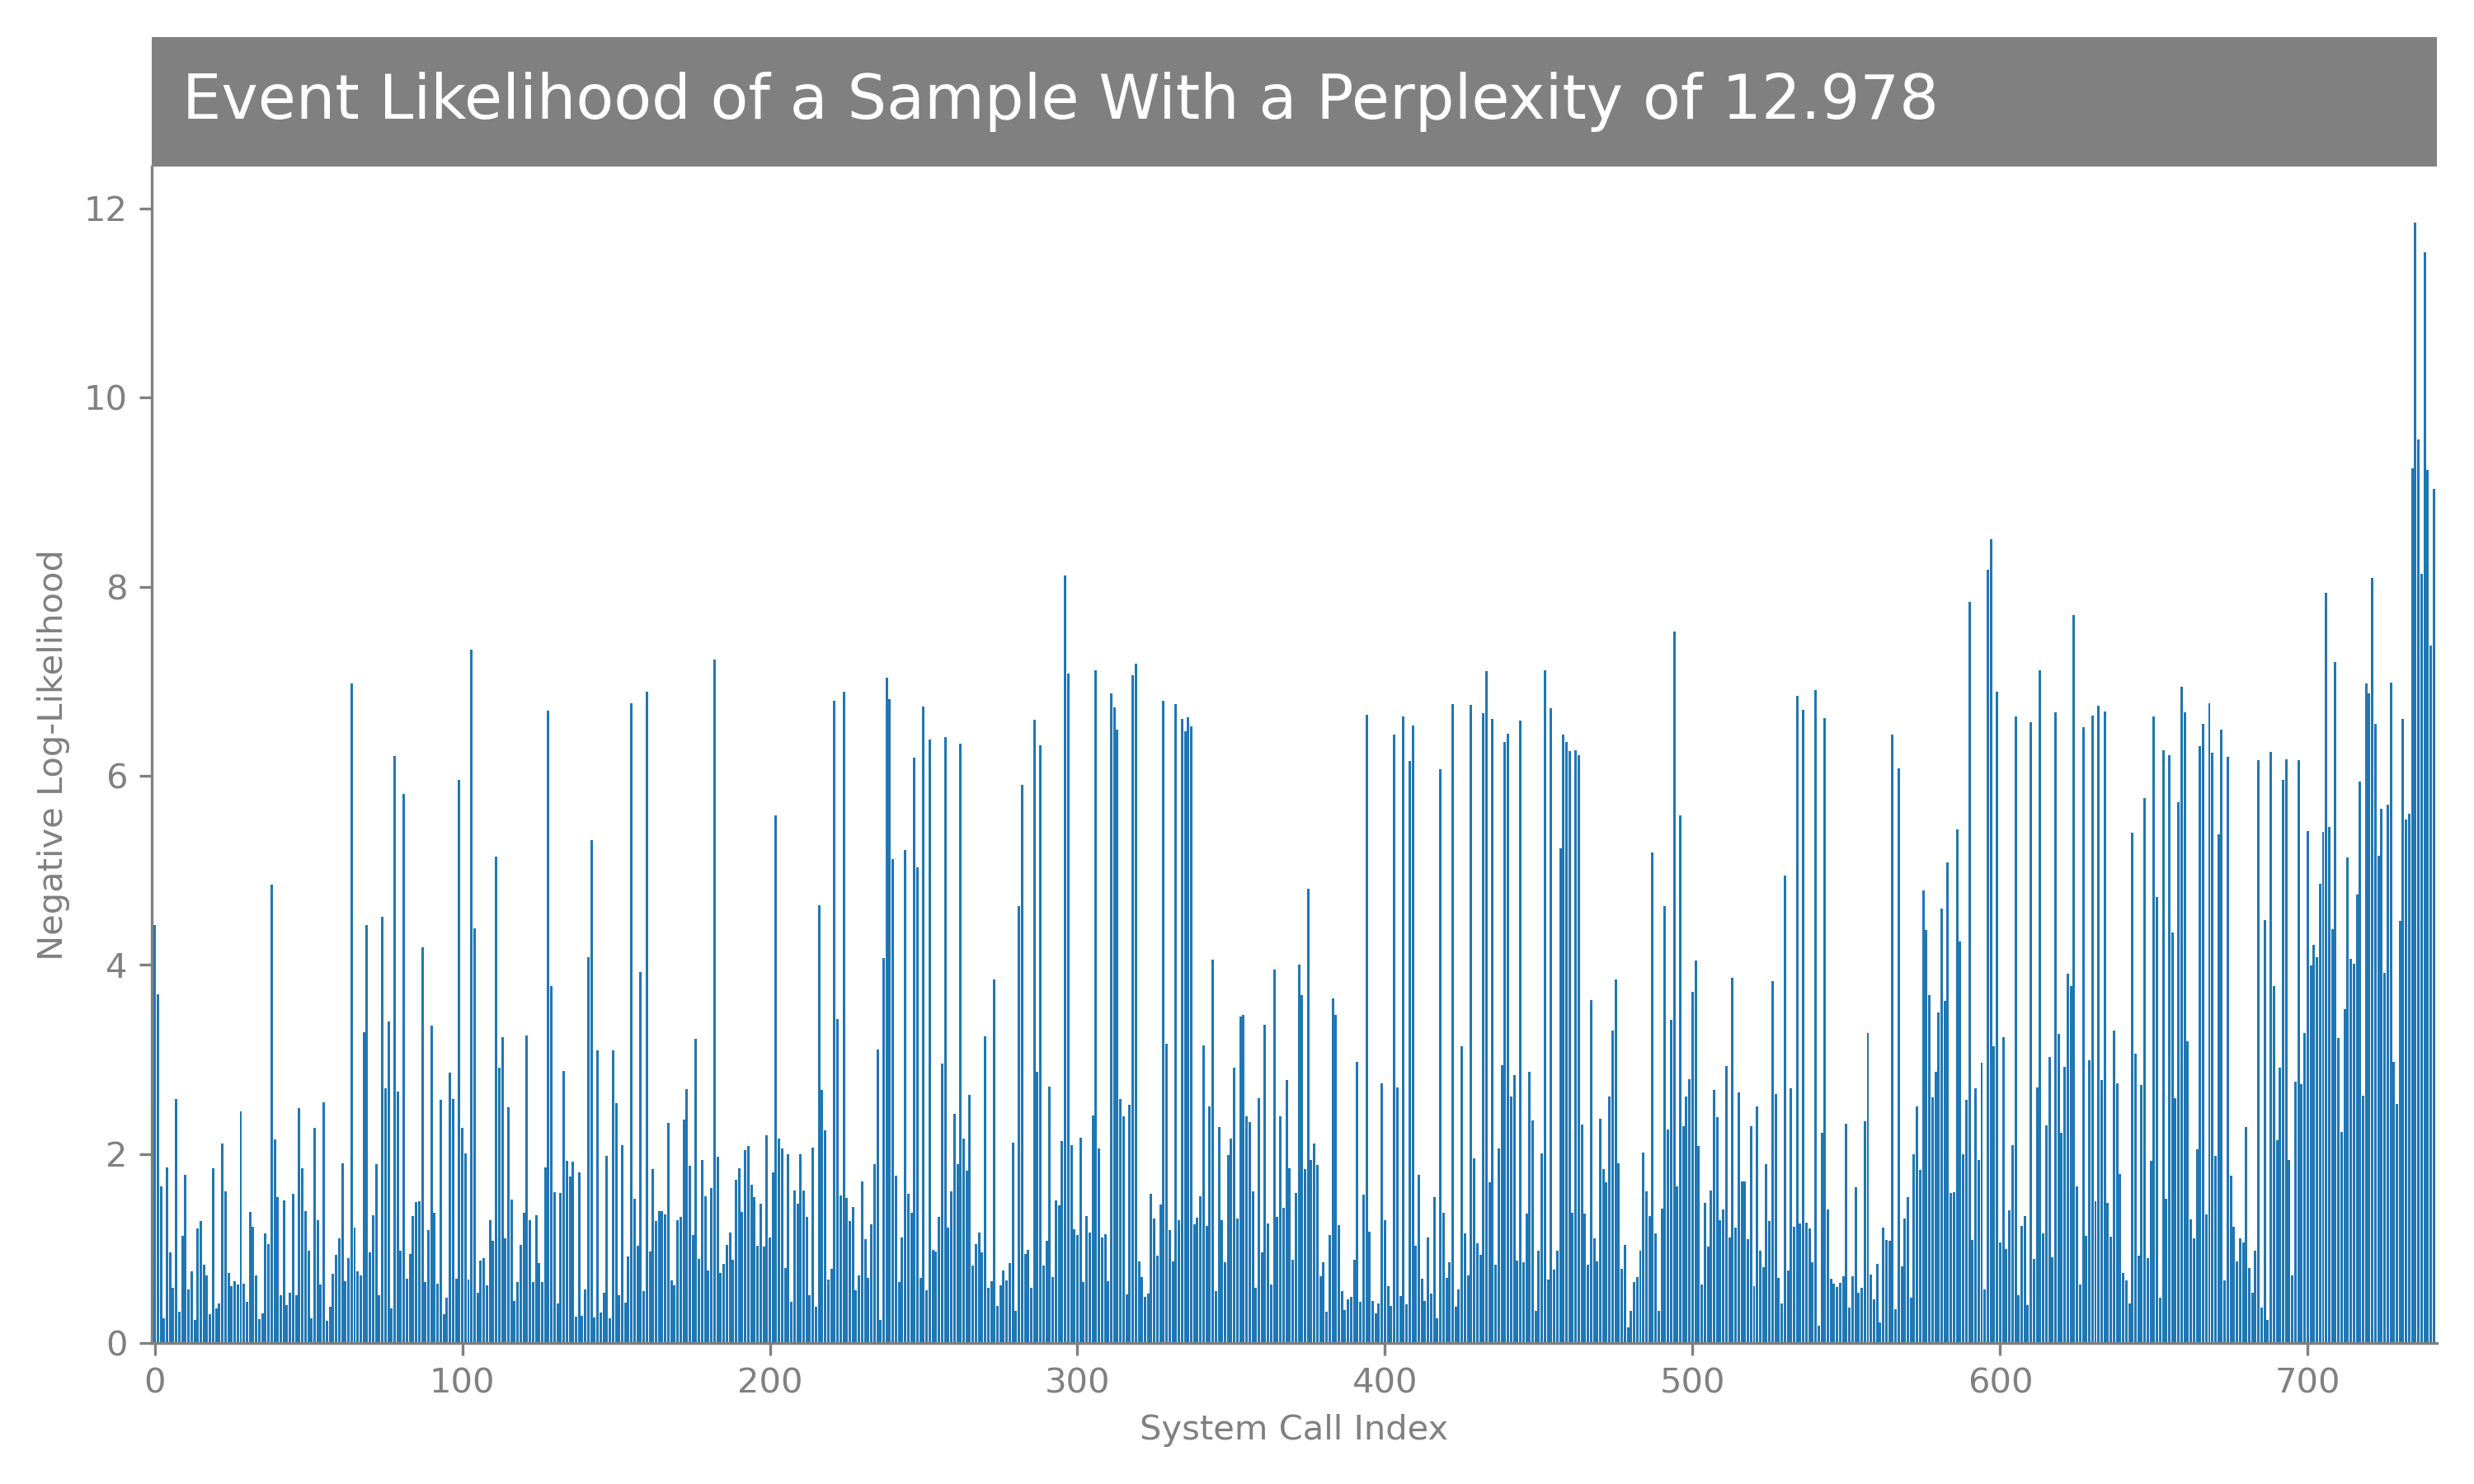 Event Likelihood of a Sample With a Perplexity of 12.978
12
10
8
6
4
2
0
Negative Log-Likelihood
0 100 200 300 400 500 600 700
System Call Index